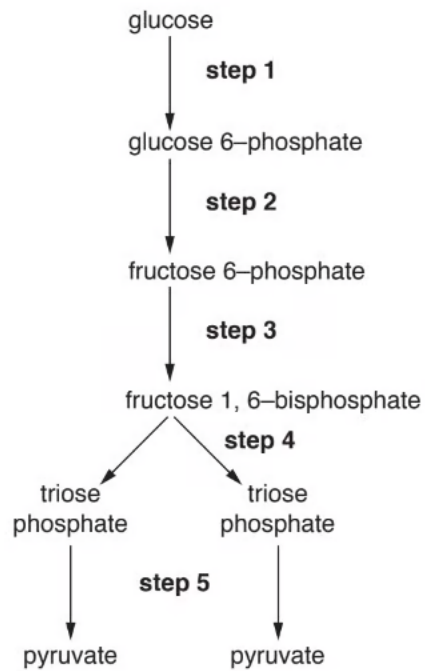 glucose
step 1
glucose 6–phosphate
step 2
fructose 6–phosphate
step 3
fructose 1, 6–bisphosphate
step 4
triose
phosphate
triose
phosphate
step 5
pyruvate
pyruvate